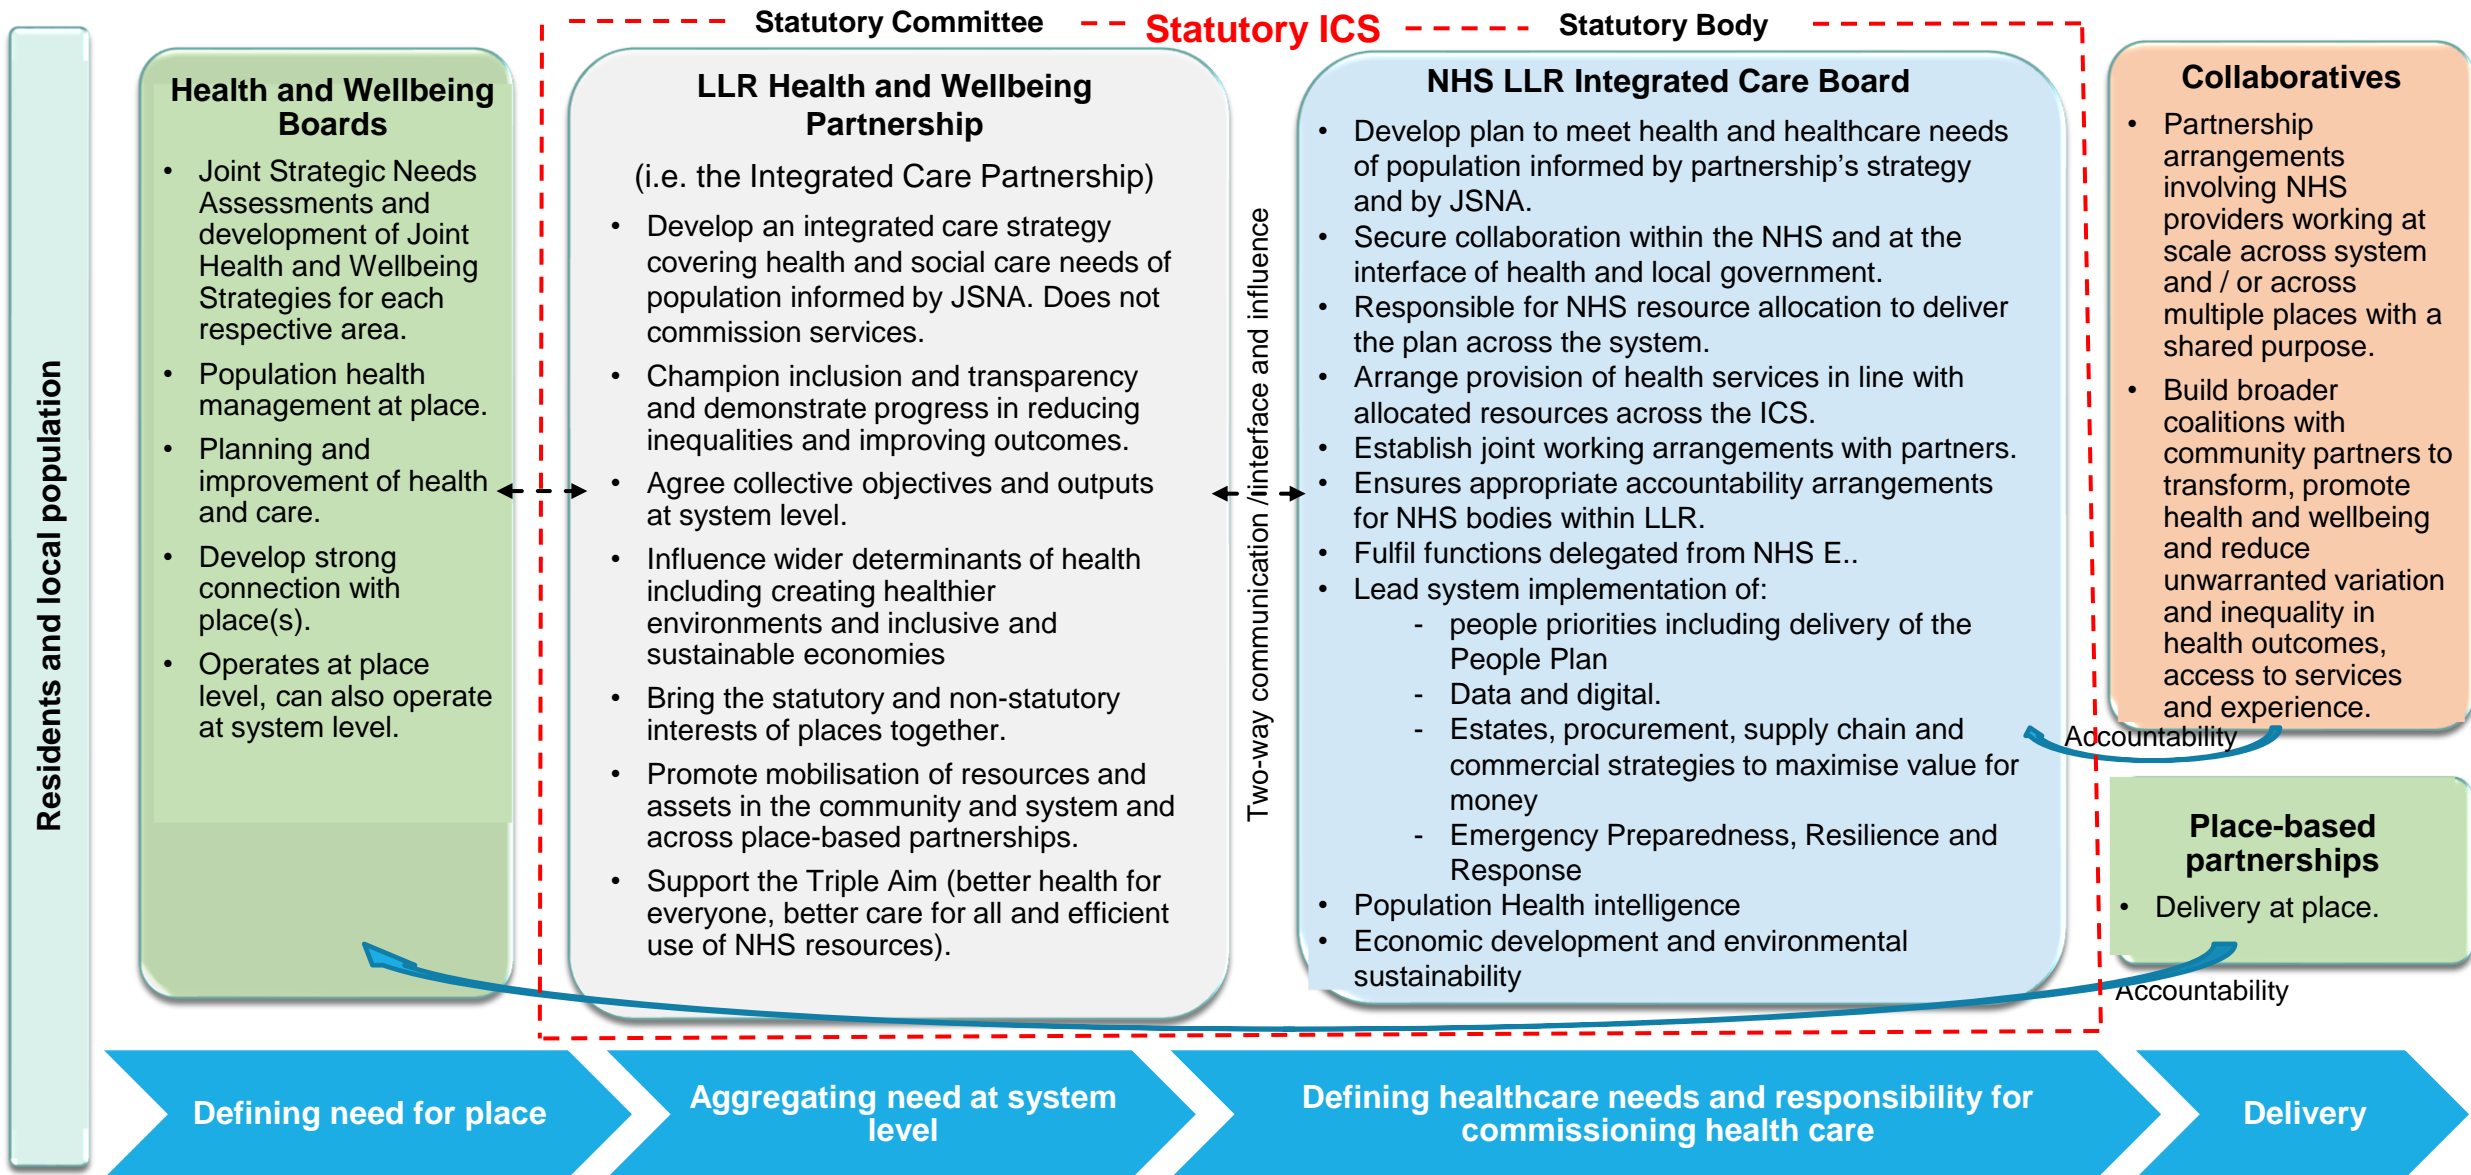 Statutory Committee
Statutory ICS
Statutory Body
Residents and local population
Health and Wellbeing
Boards
• Joint Strategic Needs
Assessments and
development of Joint
Health and Wellbeing
Strategies for each
respective area.
• Population health
management at place.
• Planning and
improvement of health
and care.
• Develop strong
connection with
place(s).
• Operates at place
level, can also operate
at system level.
LLR Health and Wellbeing
Partnership
(i.e. the Integrated Care Partnership)
• Develop an integrated care strategy
covering health and social care needs of
population informed by JSNA. Does not
commission services.
• Champion inclusion and transparency
and demonstrate progress in reducing
inequalities and improving outcomes.
• Agree collective objectives and outputs
at system level.
• Influence wider determinants of health
including creating healthier
environments and inclusive and
sustainable economies
• Bring the statutory and non-statutory
interests of places together.
• Promote mobilisation of resources and
assets in the community and system and
across place-based partnerships.
• Support the Triple Aim (better health for
everyone, better care for all and efficient
use of NHS resources).
Two-way communication /iinterface and influence
NHS LLR Integrated Care Board
• Develop plan to meet health and healthcare needs
of population informed by partnership's strategy
and by JSNA.
• Secure collaboration within the NHS and at the
interface of health and local government.
• Responsible for NHS resource allocation to deliver
the plan across the system.
• Arrange provision of health services in line with
allocated resources across the ICS.
• Establish joint working arrangements with partners.
• Ensures appropriate accountability arrangements
for NHS bodies within LLR.
• Fulfil functions delegated from NHS E..
• Lead system implementation of:
- people priorities including delivery of the
People Plan
- Data and digital.
- Estates, procurement, supply chain and
commercial strategies to maximise value for
money
- Emergency Preparedness, Resilience and
Response
• Population Health intelligence
• Economic development and environmental
sustainability
Collaboratives
• Partnership
arrangements
involving NHS
providers working at
scale across system
and / or across
multiple places with a
shared purpose.
• Build broader
coalitions with
community partners to
transform, promote
health and wellbeing
and reduce
unwarranted variation
and inequality in
health outcomes,
access to services
and experience.
Accountability
Place-based
partnerships
• Delivery at place.
Accountability
Defining need for place
Aggregating need at system
level
Defining healthcare needs and responsibility for
commissioning health care
Delivery